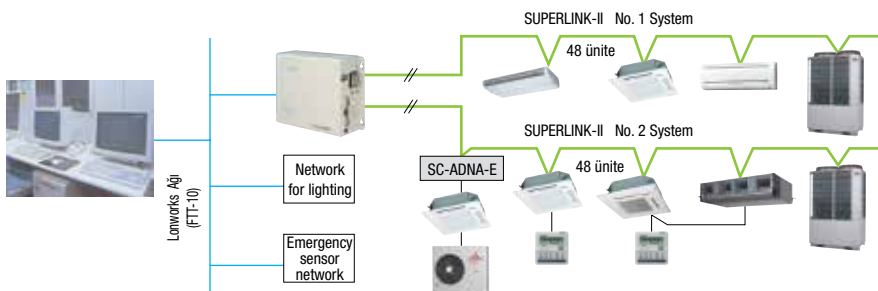 SUPERLINK-II No. 1 System
48 ünite
SUPERLINK-II No. 2 System
48 ünite
SC-ADNA-E
Lonworks Ağı
(FTT-10)
Network
for lighting
Emergency
sensor
network